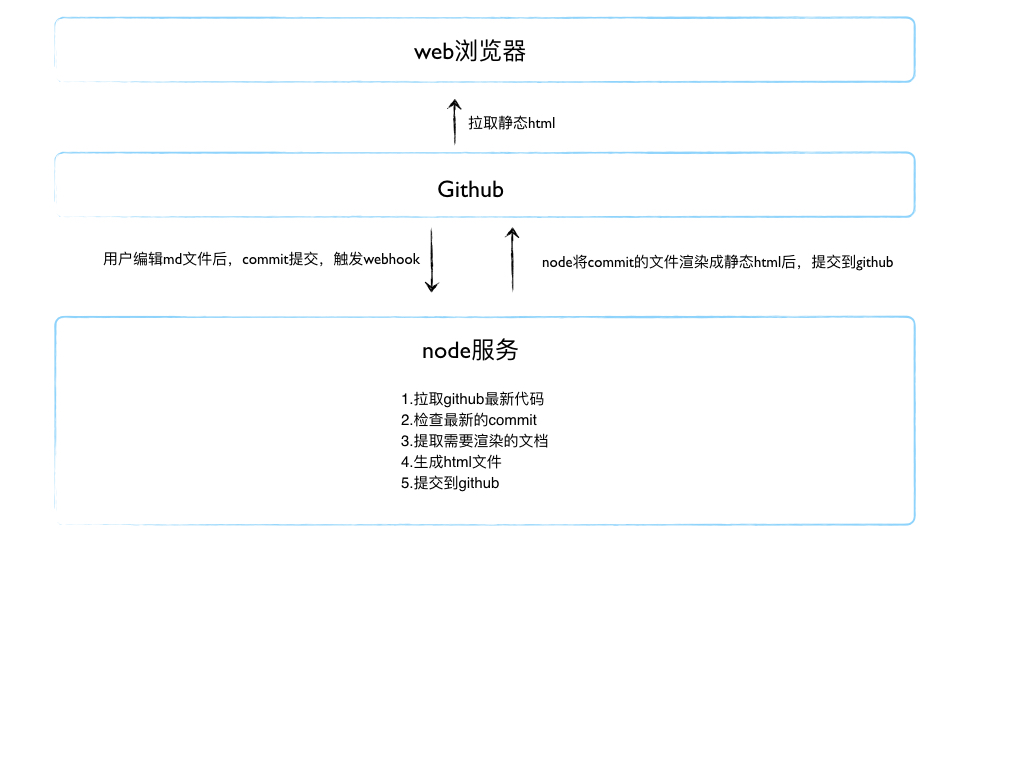 web浏览器
拉取静态html
Github
用户编辑md文件后，commit提交，触发webhook
node将commit的文件渲染成静态html后，提交到github
node服务
1.拉取github最新代码
2.检查最新的commit
3.提取需要渲染的文档
4.生成html文件
5.提交到github